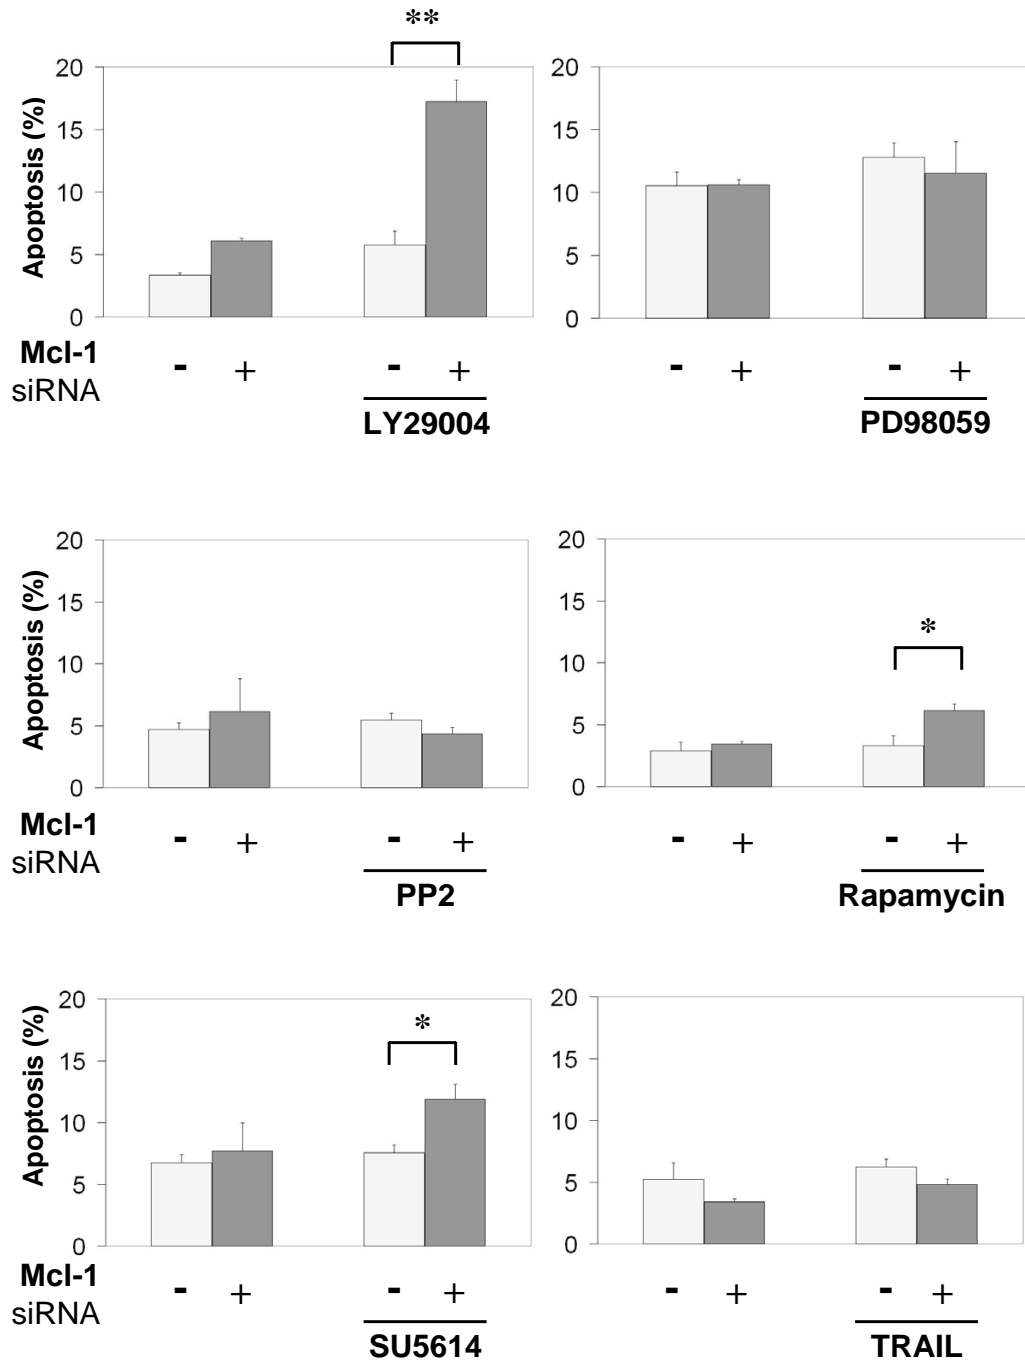 **
20
15
10
5
0
Apoptosis (%)
20
15
10
5
0
Mcl-1
siRNA
- + - +
LY29004
- + - +
PD98059
20
15
10
5
0
Apoptosis (%)
*
20
15
10
5
0
Mcl-1
siRNA
- + - +
PP2
- + - +
Rapamycin
20
15
10
5
0
Apoptosis (%)
*
20
15
10
5
0
Mcl-1
siRNA
- + - +
SU5614
- + - +
TRAIL